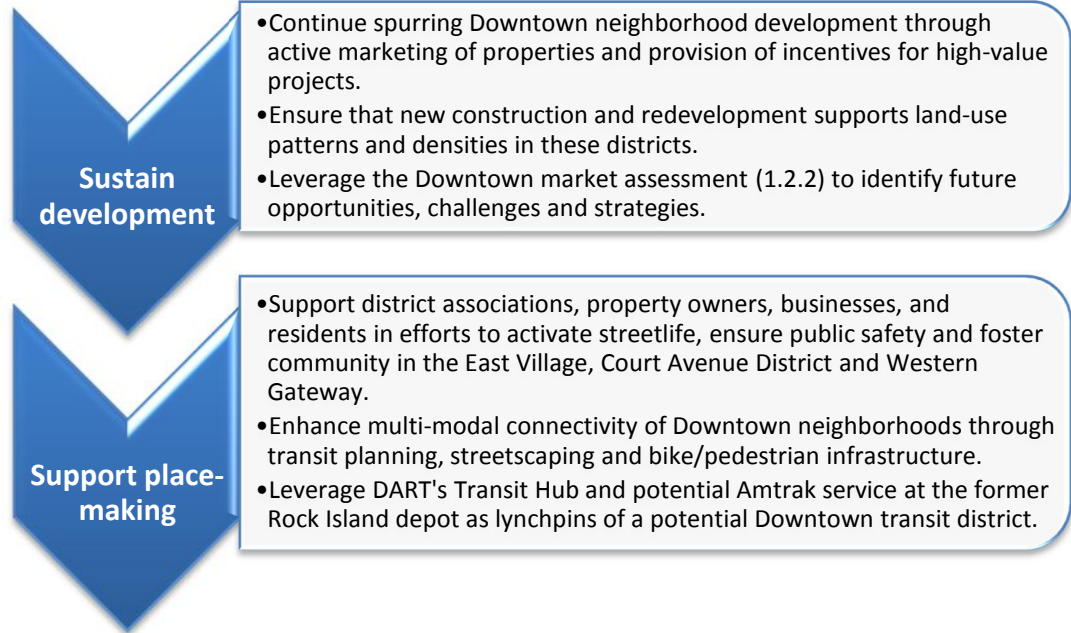 Sustain
development
•Continue spurring Downtown neighborhood development through
active marketing of properties and provision of incentives for high-value
projects.
•Ensure that new construction and redevelopment supports land-use
patterns and densities in these districts.
•Leverage the Downtown market assessment (1.2.2) to identify future
opportunities, challenges and strategies.
Support place-
making
•Support district associations, property owners, businesses, and
residents in efforts to activate streetlife, ensure public safety and foster
community in the East Village, Court Avenue District and Western
Gateway.
•Enhance multi-modal connectivity of Downtown neighborhoods through
transit planning, streetscaping and bike/pedestrian infrastructure.
•Leverage DART's Transit Hub and potential Amtrak service at the former
Rock Island depot as lynchpins of a potential Downtown transit district.